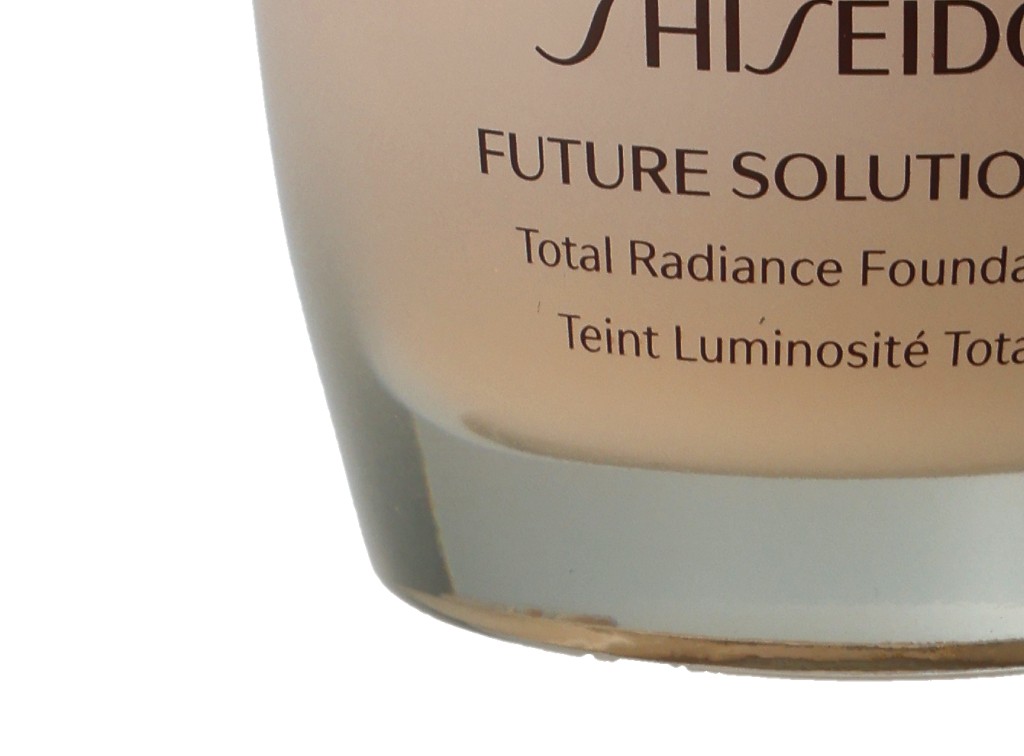 SHISEIDO
FUTURE SOLUTIO
Total Radiance Founda
Teint Luminosité Tota